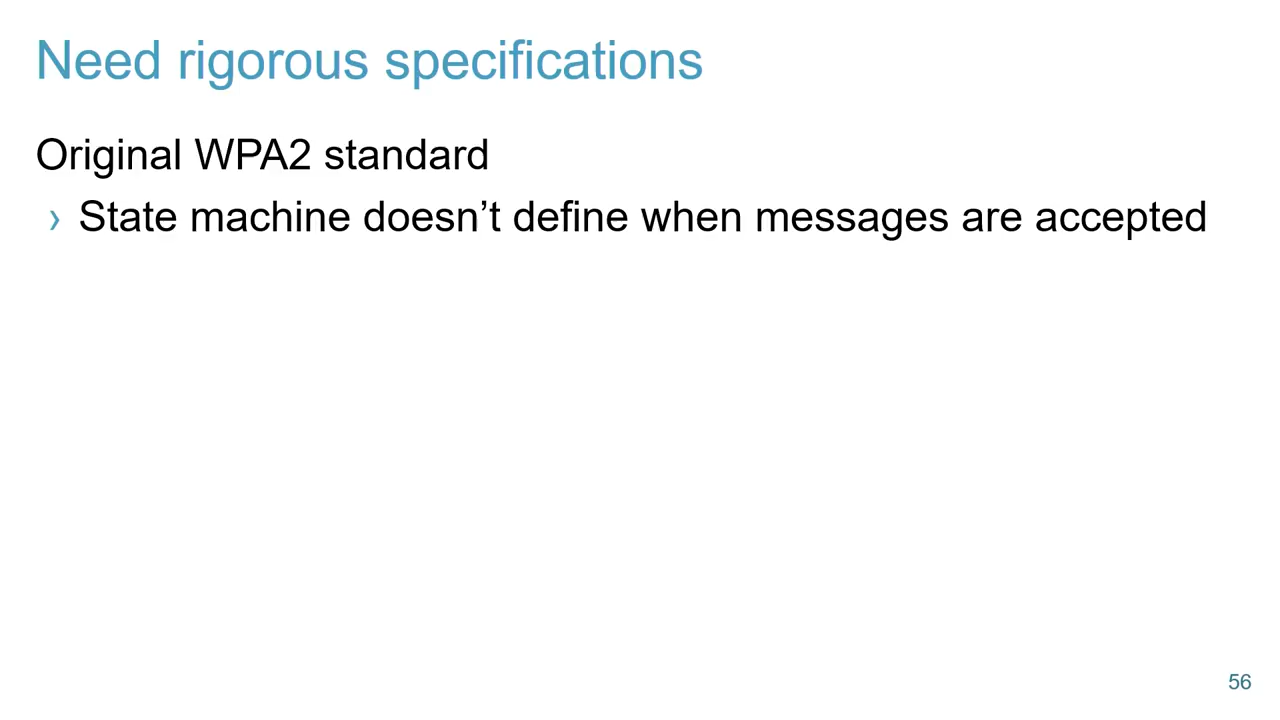 Need rigorous specifications
Original WPA2 standard
› State machine doesn’t define when messages are accepted
56